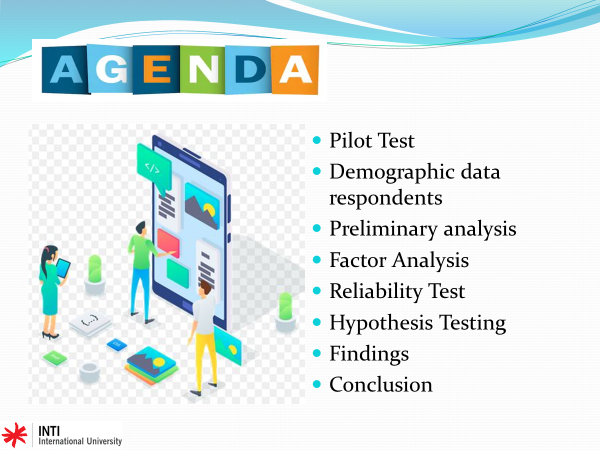 AGENDA
</>
{...}
Pilot Test
Demographic data
respondents
Preliminary analysis
Factor Analysis
Reliability Test
Hypothesis Testing
Findings
Conclusion
INTI
International University